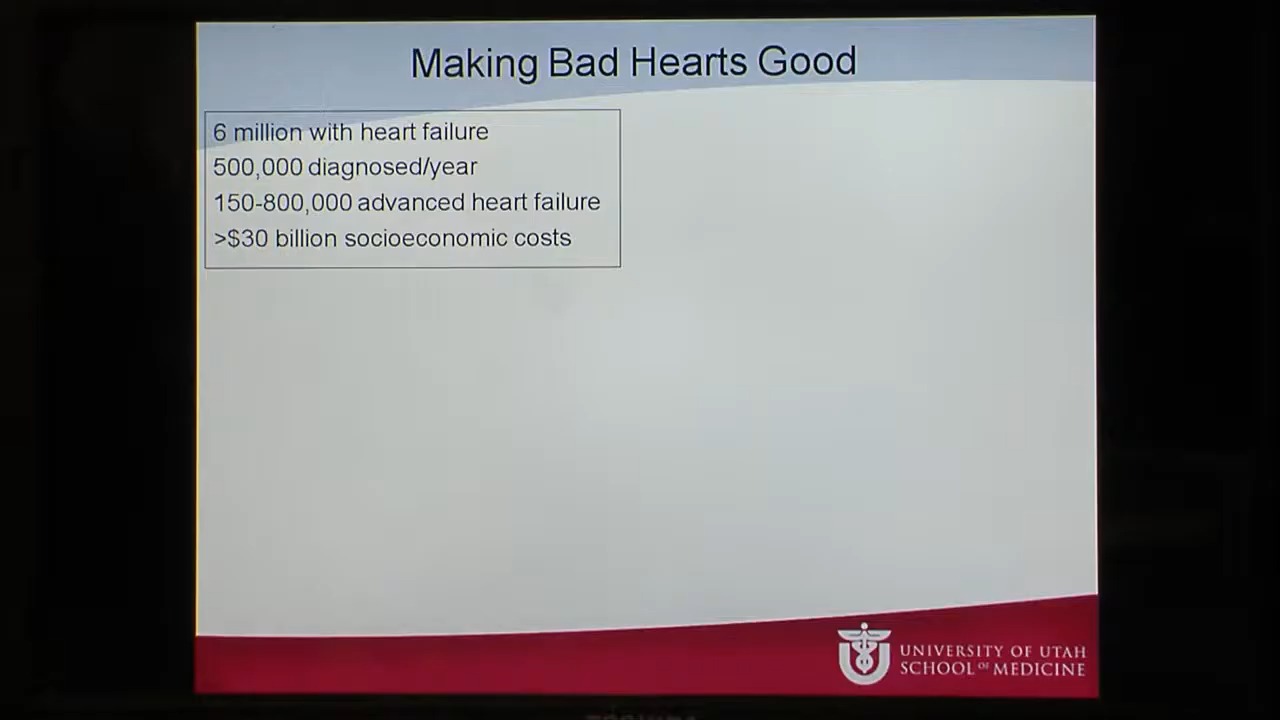 Making Bad Hearts Good
6 million with heart failure
500,000 diagnosed/year
150-800,000 advanced heart failure
>$30 billion socioeconomic costs
UNIVERSITY OF UTAH
SCHOOL OF MEDICINE